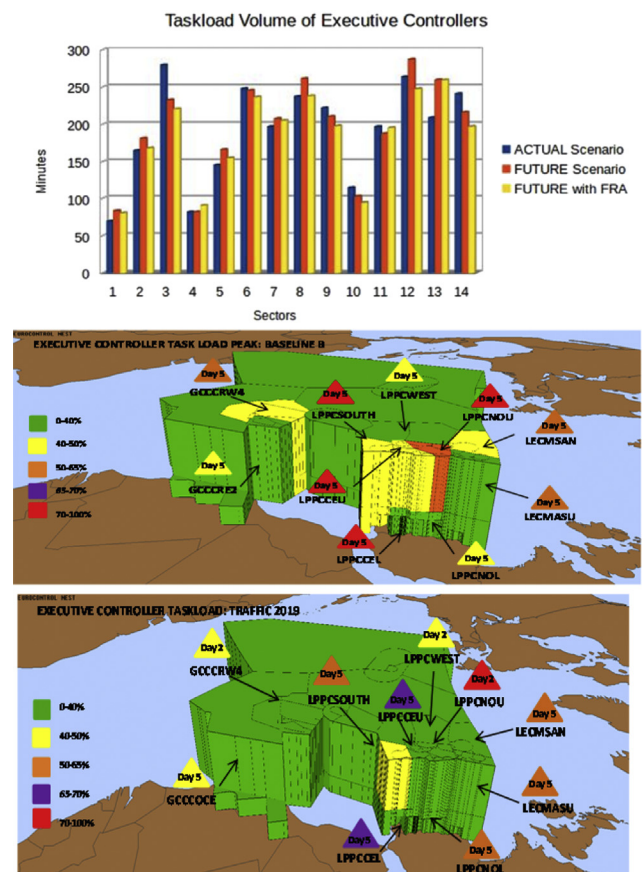 Taskload Volume of Executive Controllers
300
250
200
150
100
50
0
Minutes
1 2 3 4 5 6 7 8 9 10 11 12 13 14
Sectors
ACTUAL Scenario
FUTURE Scenario
FUTURE with FRA
EUROCONTROL NEST
EXECUTIVE CONTROLLER TASK LOAD PEAK: BASELINE B
0-40%
40-50%
50-65%
65-70%
70-100%
Day 5
GCCCRW4
Day 5
LPPCSOUTH
Day 5
LPPCWEST
Day 5
LPPCNOU
Day 5
LECMSAN
Day 5
Day 5
LPPCCEU
Day 5
LECMASU
Day 5
LPPCCEL
Day 5
LPPCNOL
EUROCONTROL NEST
EXECUTIVE CONTROLLER TASKLOAD: TRAFFIC 2019
0-40%
40-50%
50-65%
65-70%
70-100%
Day 2
GCCCRW4
Day 2
LPPCWEST
Day 5
LPPCSOUTH
Day 5
LPPCCEU
Day 2
LPPCNOU
Day 5
LECMSAN
Day 5
Day 5
LECMASU
Day 5
LPPCCEL
Day 5
LPPCNOL